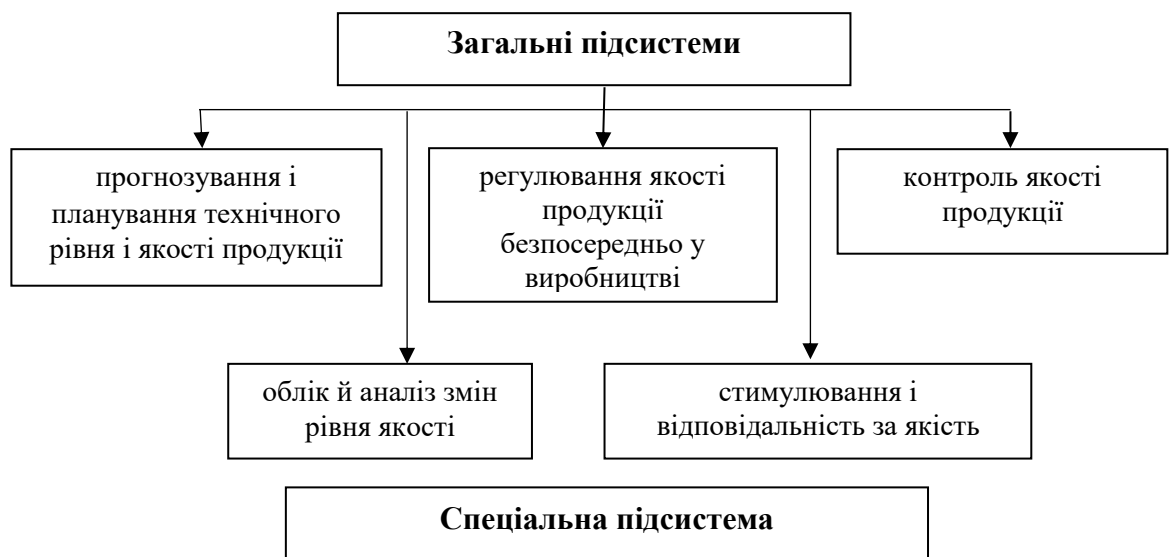 Загальні підсистеми
прогнозування і
планування технічного
рівня і якості продукції
регулювання якості
продукції
безпосередньо у
виробництві
контроль якості
продукції
облік й аналіз змін
рівня якості
стимулювання і
відповідальність за якість
Спеціальна підсистема